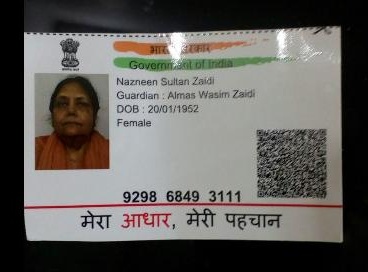 भारत सरकार
Government of India
Nazneen Sultan Zaidi
Guardian : Almas Wasim Zaidi
DOB : 20/01/1952
Female
9298 6849 3111
मेरा आधार, मेरी पहचान